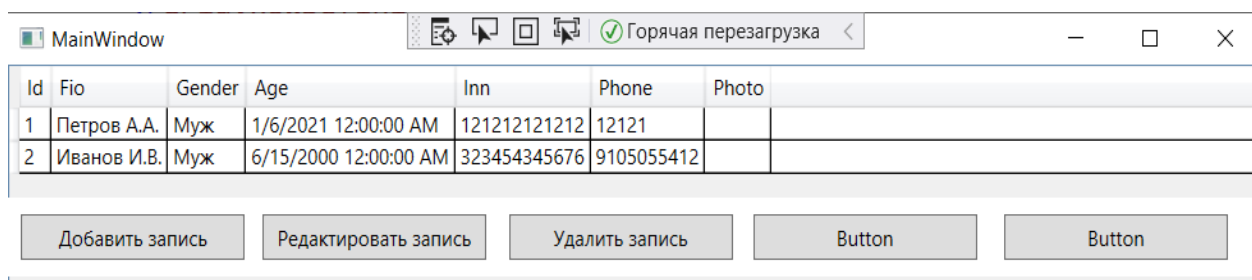 MainWindow Горячая перезагрузка
Id Fio Gender Age Inn Phone Photo
1 Петров А.А. Муж 1/6/2021 12:00:00 AM 121212121212 12121
2 Иванов И.В. Муж 6/15/2000 12:00:00 AM 323454345676 9105055412
Добавить запись Редактировать запись Удалить запись Button Button